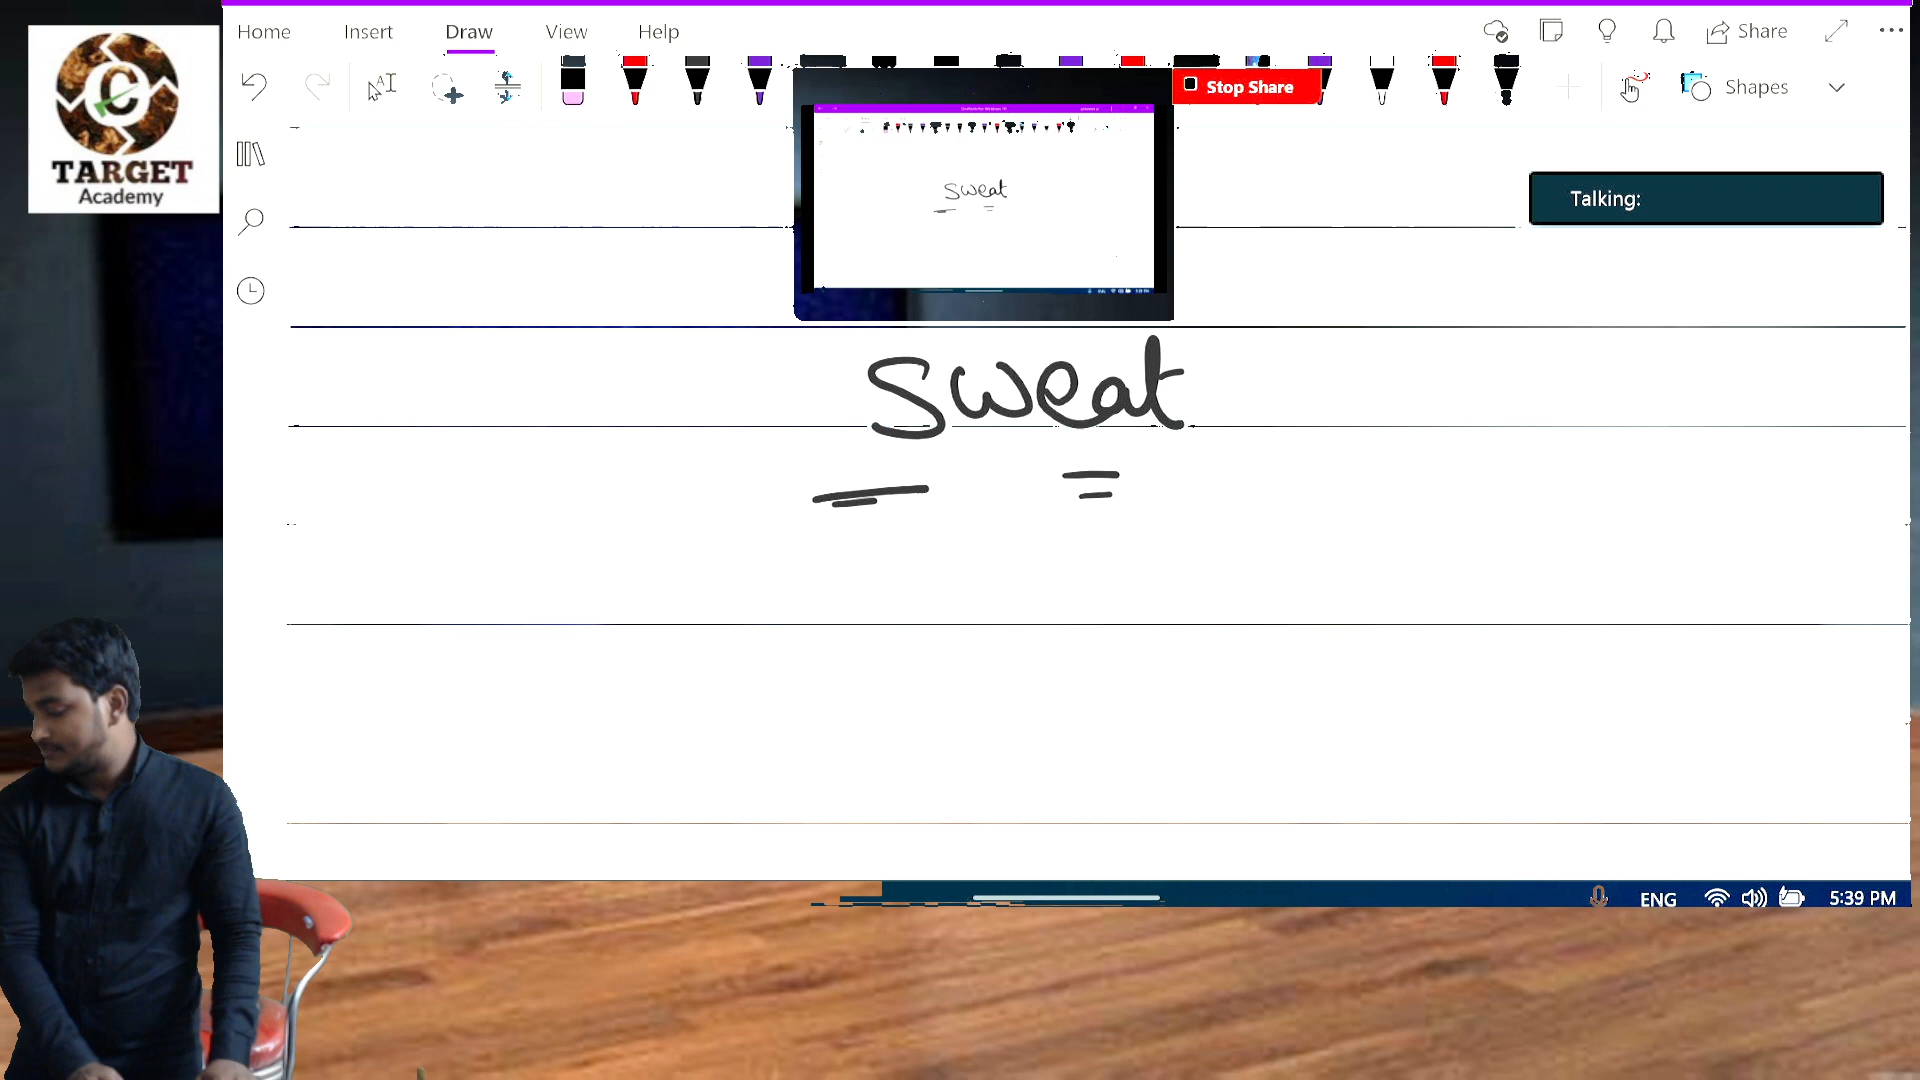 Home Insert Draw View Help Share
Stop Share
Shapes
C
TARGET
Academy
Talking:
sweat
sweat
ENG 5:39 PM